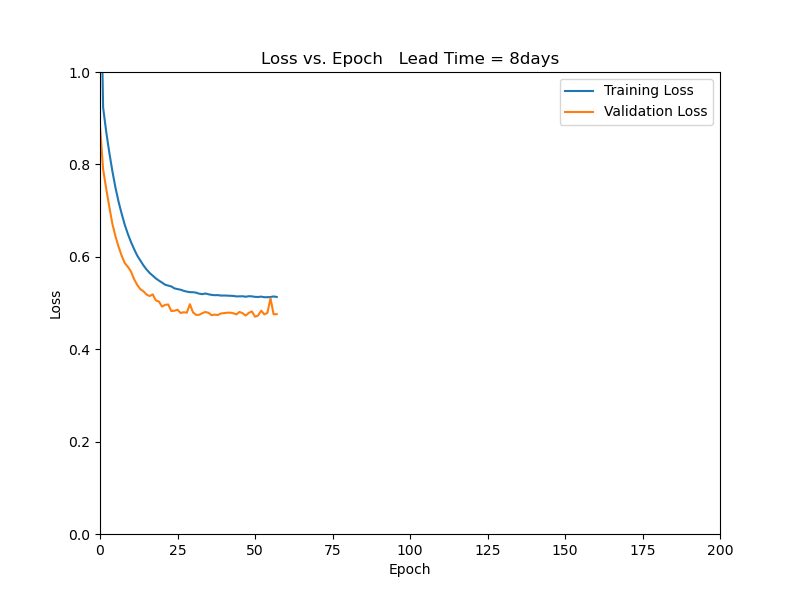 Loss vs. Epoch   Lead Time = 8days
Training Loss
Validation Loss
1.0
0.8
0.6
0.4
0.2
0.0
Loss
0 25 50 75 100 125 150 175 200
Epoch